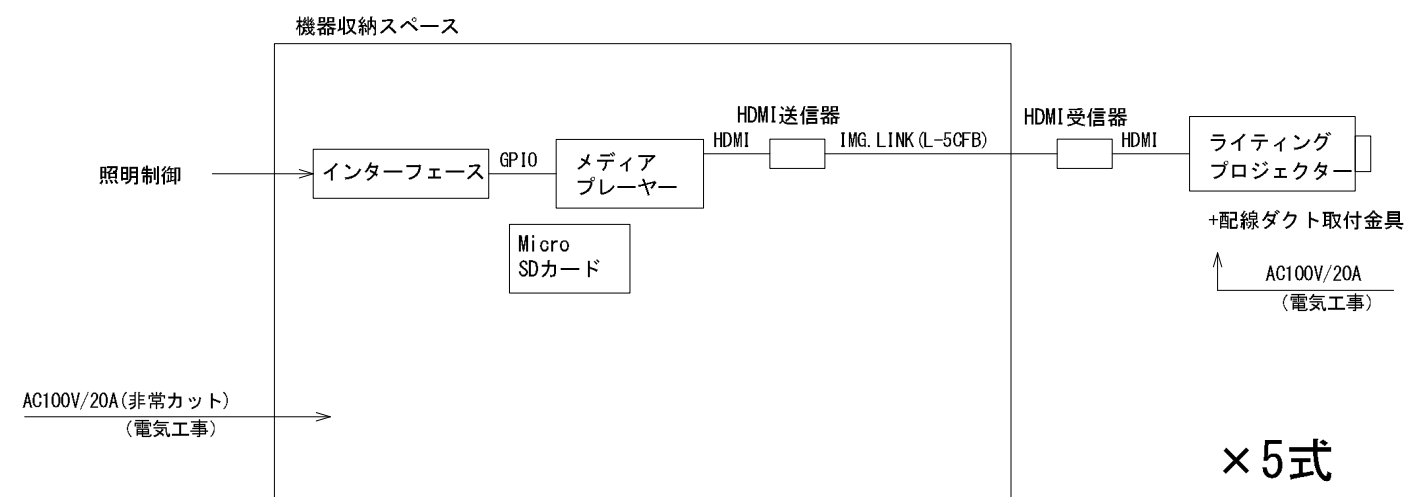 機器収納スペース
HDMI送信器
HDMI受信器
HDMI
IMG.LINK(L-5CFB)
HDMI
ライティング
プロジェクター
照明制御
インターフェース
GPIO
メディア
プレーヤー
+配線ダクト取付金具
Micro
SDカード
AC100V/20A
(電気工事)
AC100V/20A(非常カット)
(電気工事)
×5式